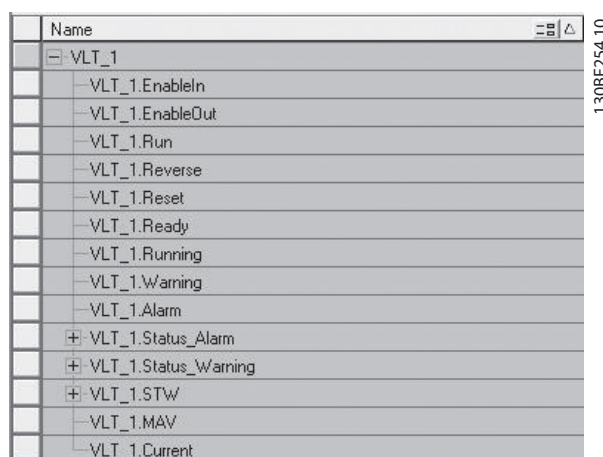 Name
VLT_1
VLT_1.EnableIn
VLT_1.EnableOut
VLT_1.Run
VLT_1.Reverse
VLT_1.Reset
VLT_1.Ready
VLT_1.Running
VLT_1.Warning
VLT_1.Alarm
VLT_1.Status_Alarm
VLT_1.Status_Warning
VLT_1.STW
VLT_1.MAV
VLT_1.Current
130BF254.10